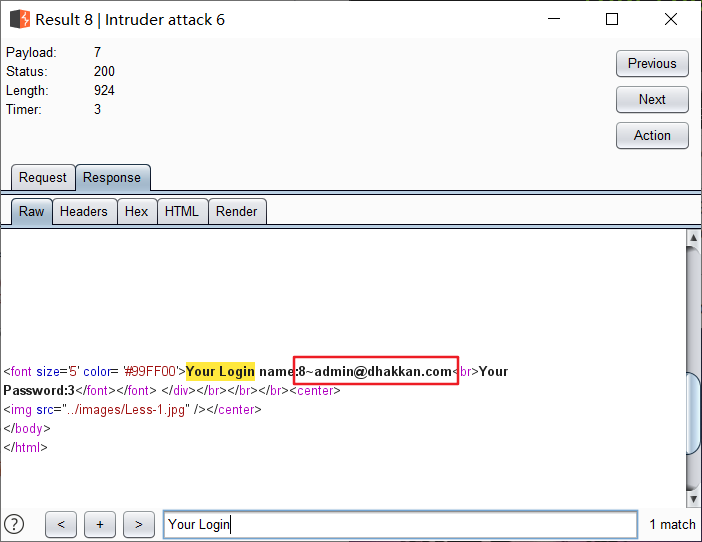 Result 8 | Intruder attack 6
Payload: 7
Status: 200
Length: 924
Timer: 3
Previous
Next
Action
Request Response
Raw Headers Hex HTML Render
<font size='5' color= '#99FF00'>Your Login name:8~admin@dhakkan.com<br>Your
Password:3</font></font> </div></br></br></br><center>
<img src="../images/Less-1.jpg" /></center>
</body>
</html>
? < + > Your Login 1 match